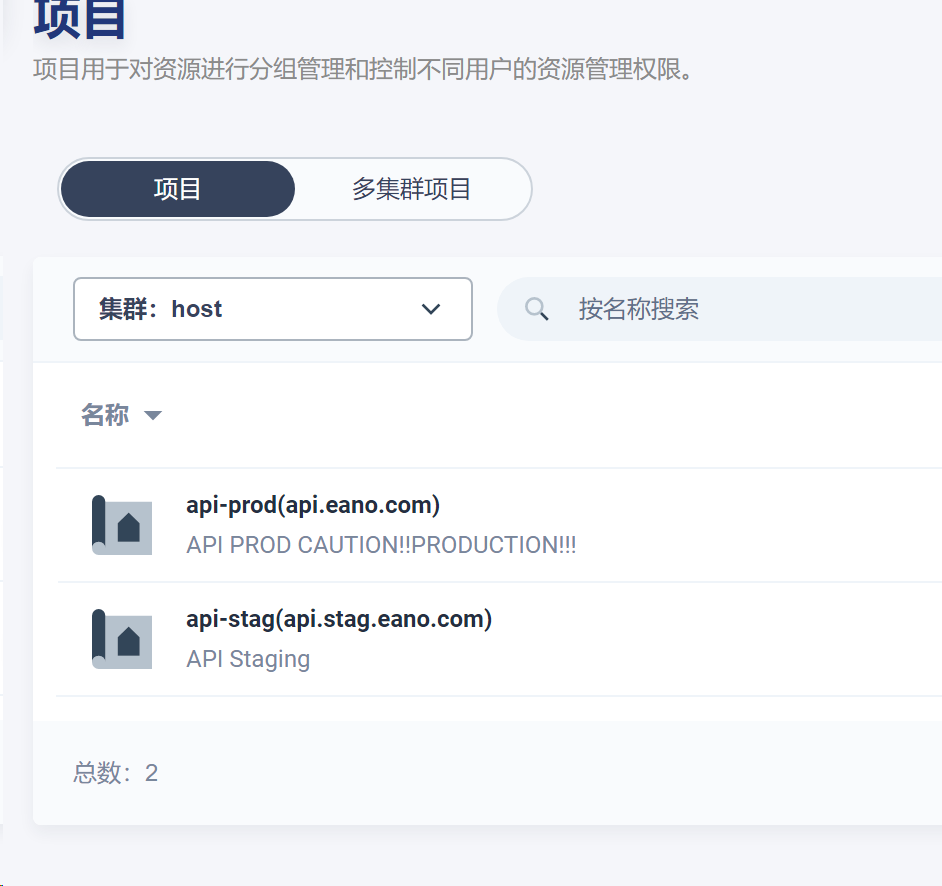 项目
项目用于对资源进行分组管理和控制不同用户的资源管理权限。
项目
多集群项目
集群：host
按名称搜索
名称
api-prod(api.eano.com)
API PROD CAUTION!!PRODUCTION!!!
api-stag(api.stag.eano.com)
API Staging
总数：2